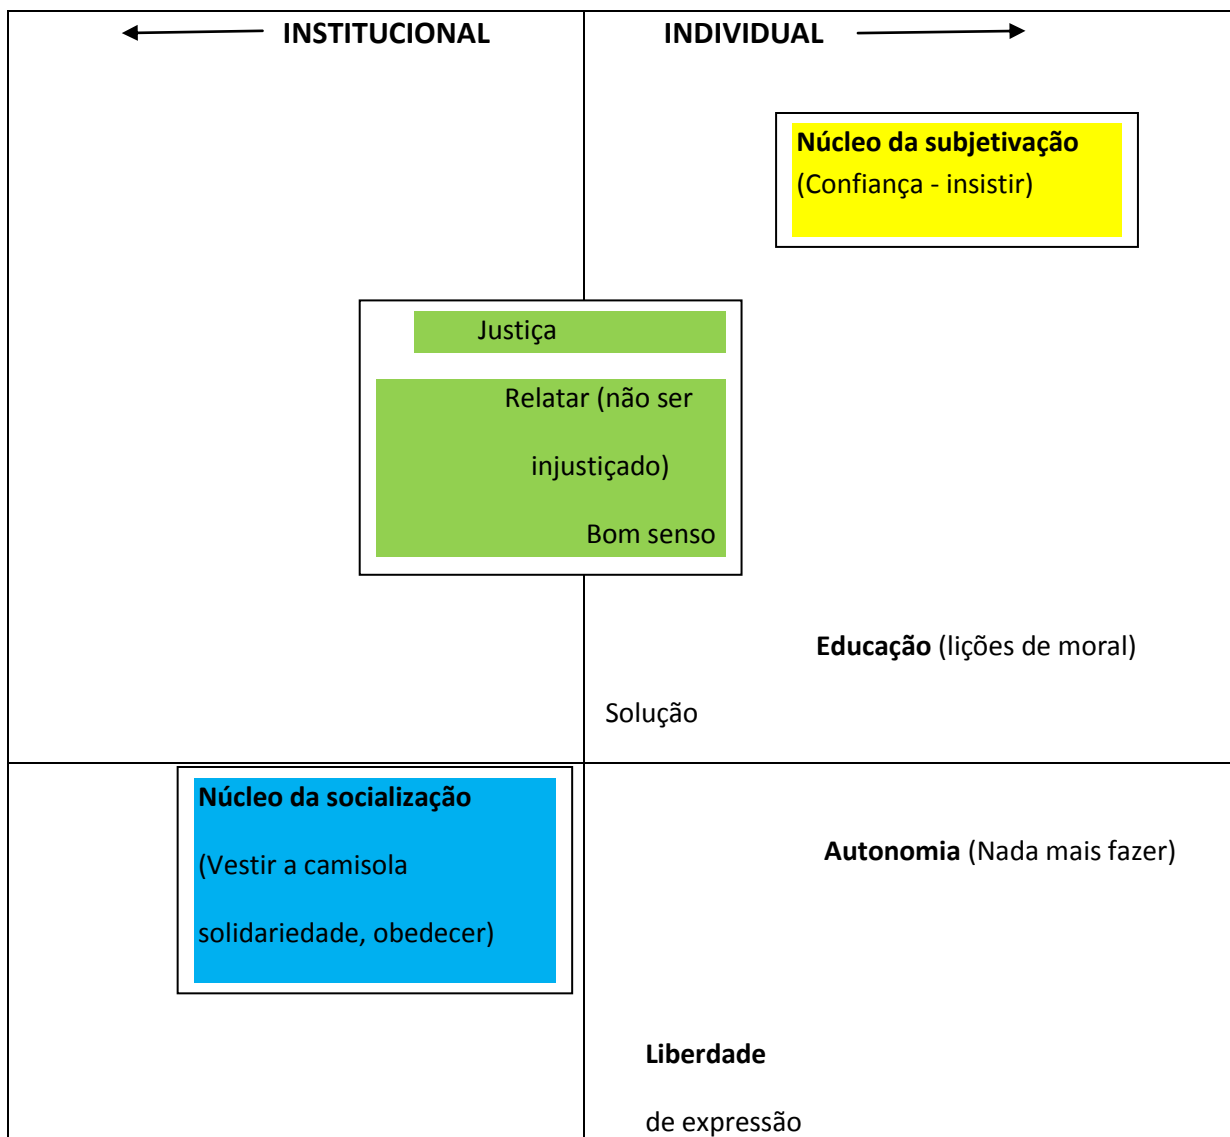 INSTITUCIONAL
INDIVIDUAL
Núcleo da subjetivação
(Confiança - insistir)
Justiça
Relatar (não ser
injustiçado)
Bom senso
Educação (lições de moral)
Solução
Núcleo da socialização
(Vestir a camisola
solidariedade, obedecer)
Autonomia (Nada mais fazer)
Liberdade
de expressão